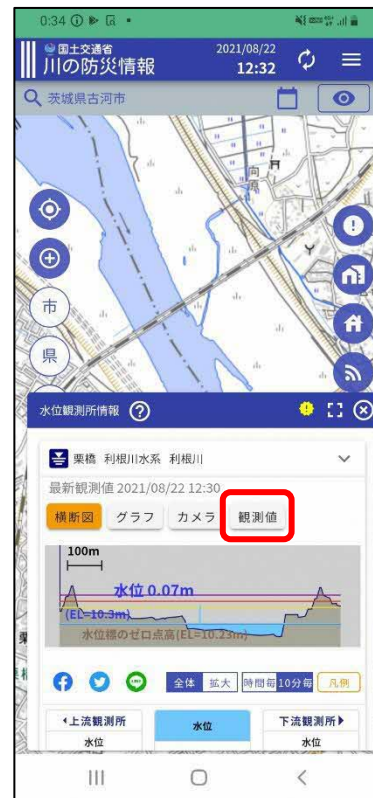 0:34
国土交通省
川の防災情報
2021/08/22
12:32
茨城県古河市
市
県
水位観測所情報
栗橋 利根川水系 利根川
最新観測値 2021/08/22 12:30
横断図 グラフ カメラ 観測値
100m
水位 0.07m
(EL=10.3m)
水位標のゼロ点高(EL=10.23m)
全体 拡大 時間毎 10分毎 凡例
上流観測所 水位 下流観測所
水位 水位